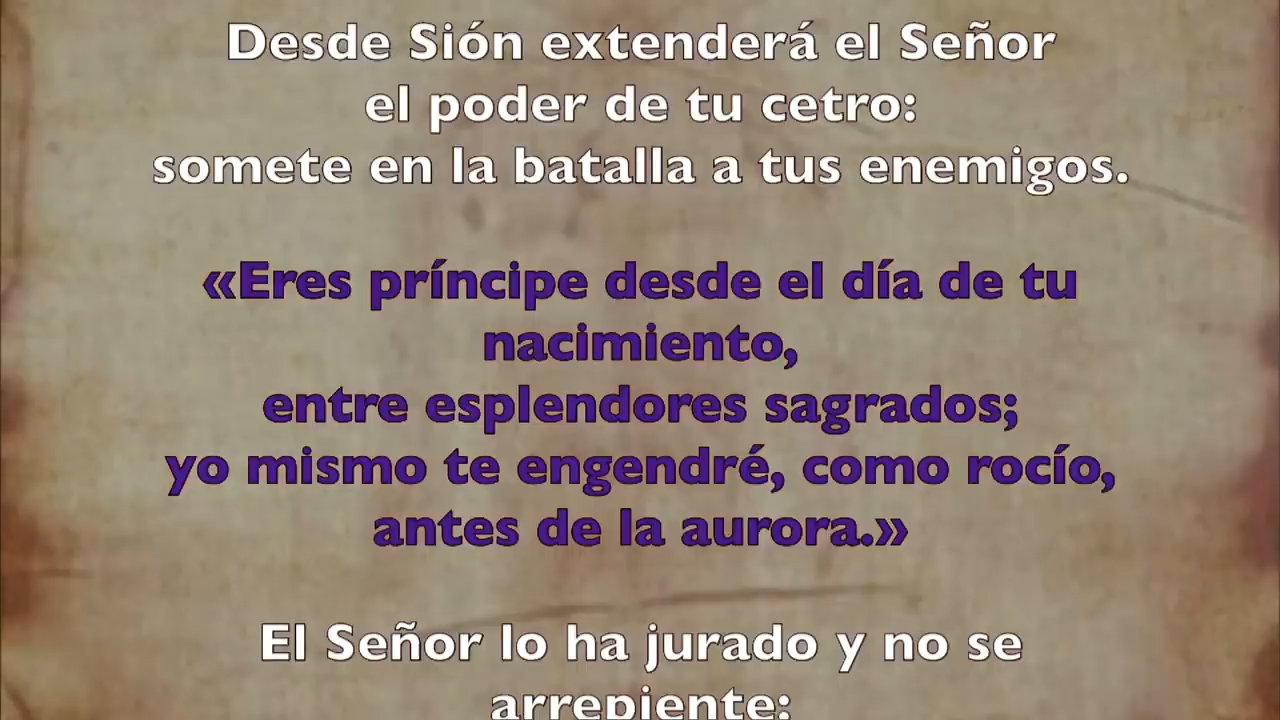 Desde Sión extenderá el Señor
el poder de tu cetro:
somete en la batalla a tus enemigos.
«Eres príncipe desde el día de tu
nacimiento,
entre esplendores sagrados;
yo mismo te engendré, como rocío,
antes de la aurora.»
El Señor lo ha jurado y no se
arrepiente: